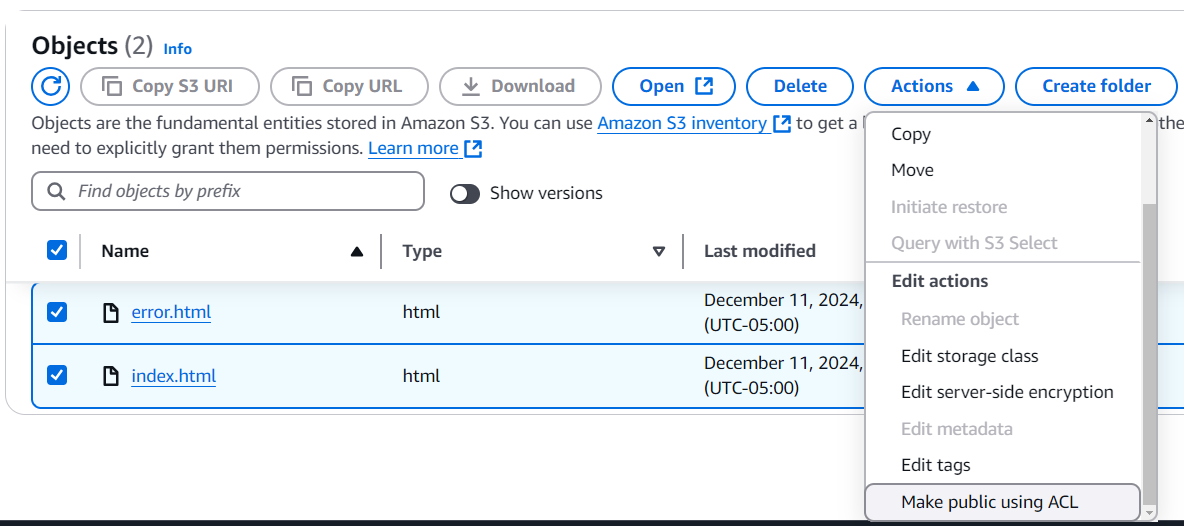 Objects (2) Info
Copy S3 URI Copy URL Download Open Delete Actions Create folder
Objects are the fundamental entities stored in Amazon S3. You can use Amazon S3 inventory to get a
need to explicitly grant them permissions. Learn more
Find objects by prefix Show versions
Name Type Last modified
error.html html December 11, 2024,
(UTC-05:00)
index.html html December 11, 2024,
(UTC-05:00)
Copy
Move
Initiate restore
Query with S3 Select
Edit actions
Rename object
Edit storage class
Edit server-side encryption
Edit metadata
Edit tags
Make public using ACL